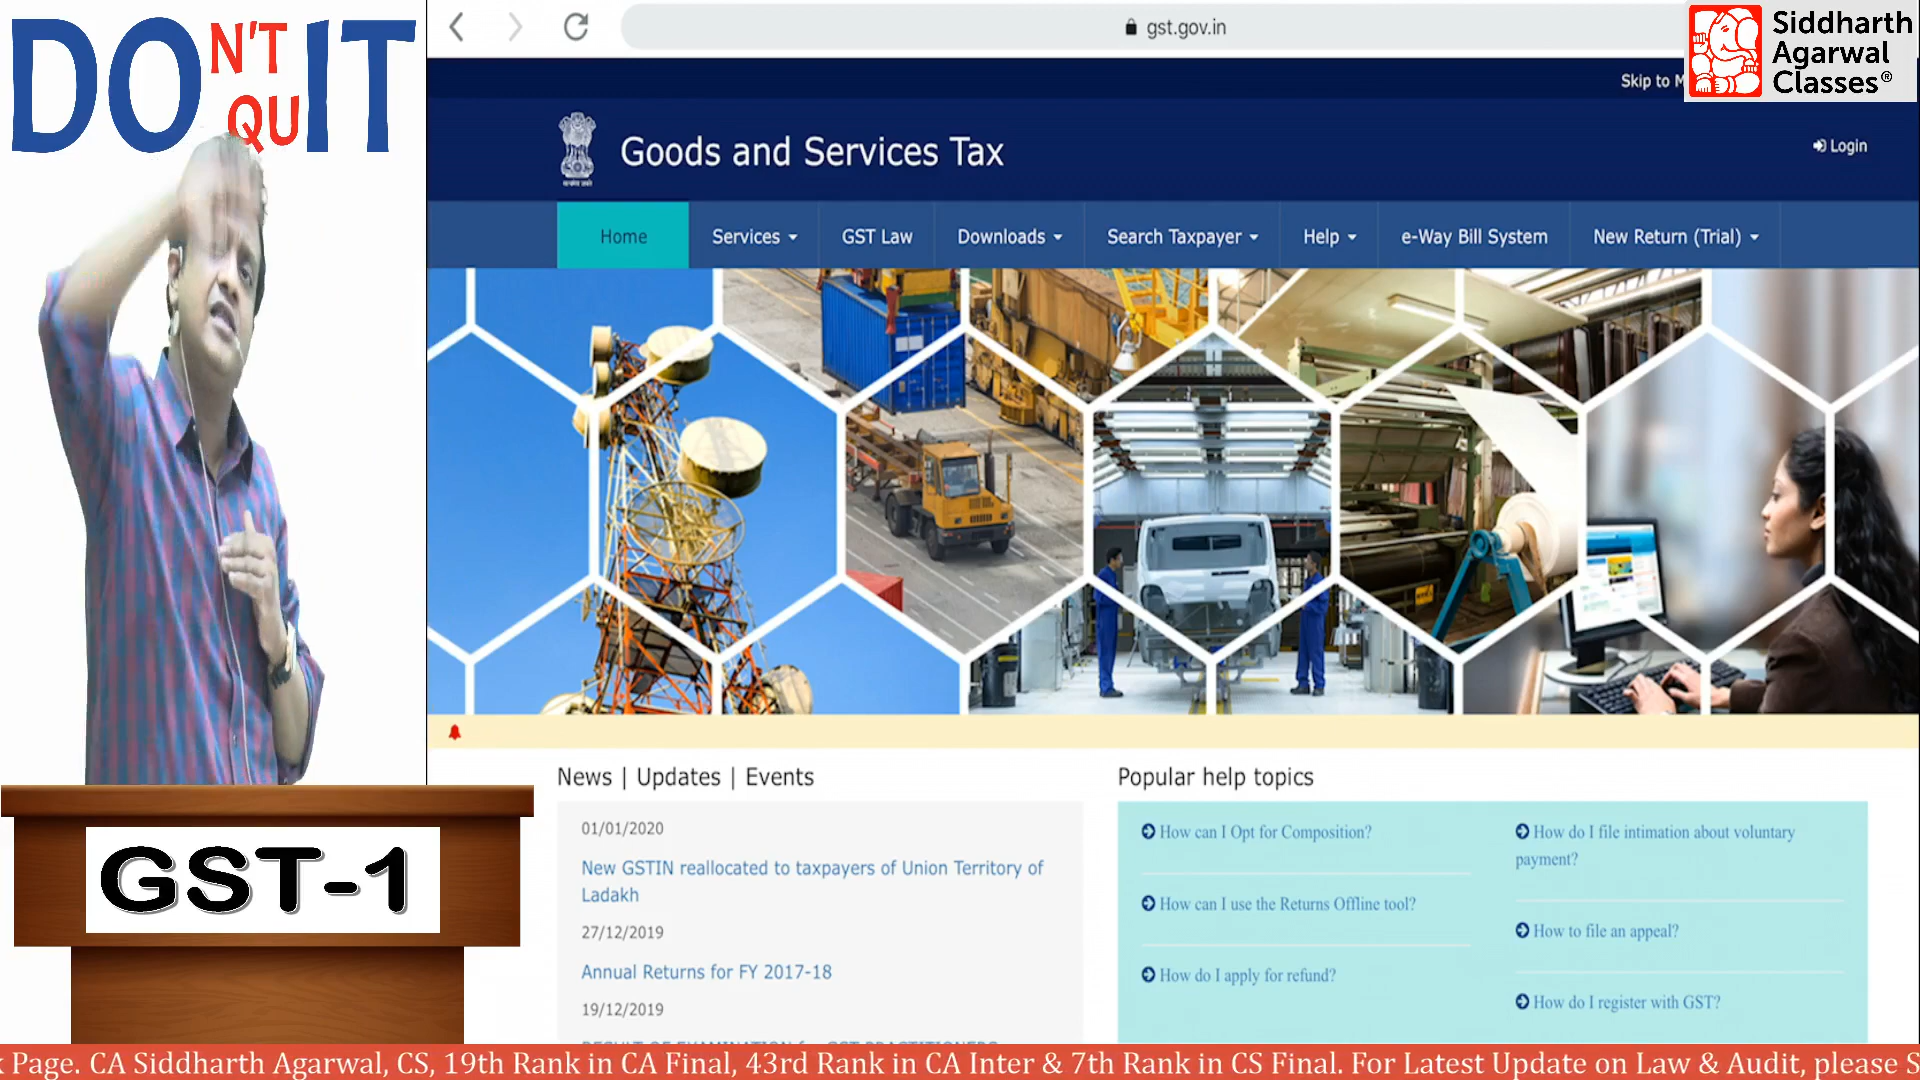 DON'T
QUIT
gst.gov.in
Siddharth
Agarwal
Classes®
Skip to M
Goods and Services Tax
Login
Home
Services
GST Law
Downloads
Search Taxpayer
Help
e-Way Bill System
New Return (Trial)
News | Updates | Events
01/01/2020
New GSTIN reallocated to taxpayers of Union Territory of
Ladakh
27/12/2019
Annual Returns for FY 2017-18
19/12/2019
RESULT OF EXAMINATION for GST PRACTITIONERS
Popular help topics
How can I Opt for Composition?
How can I use the Returns Offline tool?
How do I apply for refund?
How do I file intimation about voluntary
payment?
How to file an appeal?
How do I register with GST?
GST-1
k Page. CA Siddharth Agarwal, CS, 19th Rank in CA Final, 43rd Rank in CA Inter & 7th Rank in CS Final. For Latest Update on Law & Audit, please S